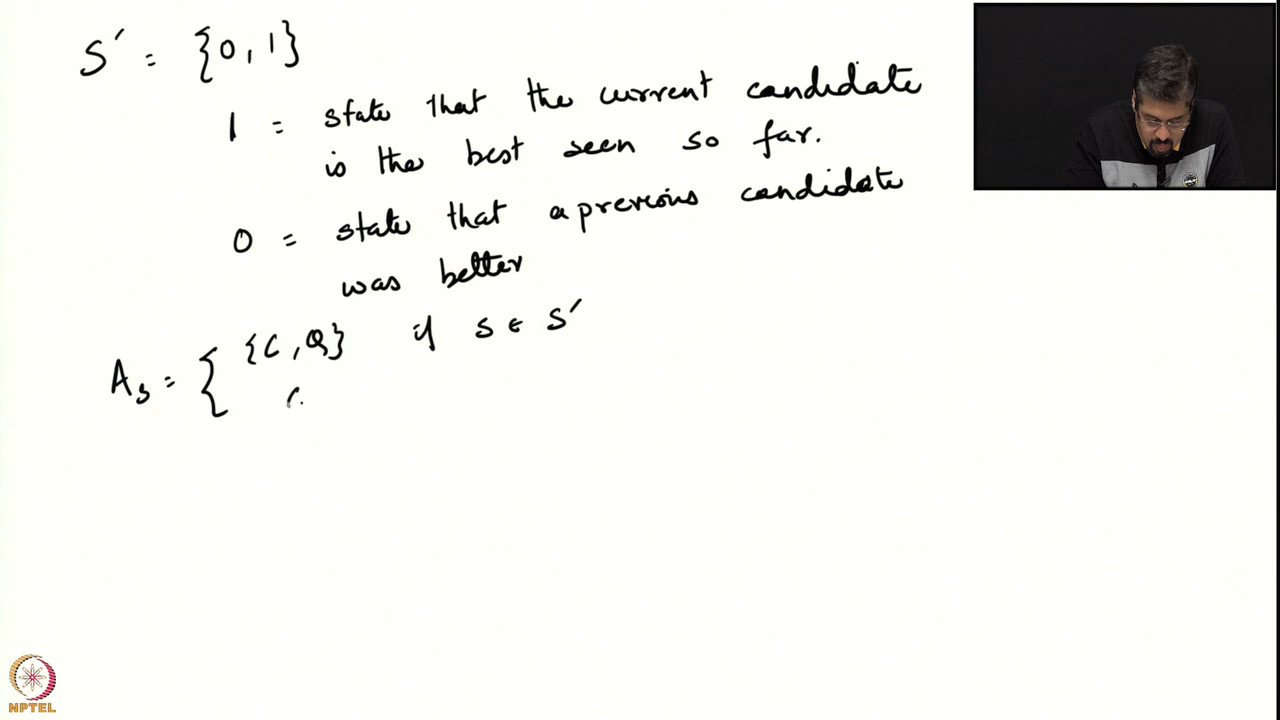 S′ = {0, 1}
1 = state that the current candidate
is the best seen so far.
0 = state that a previous candidate
was better
A_s = { {C, Q} if s ∈ S′
NPTEL